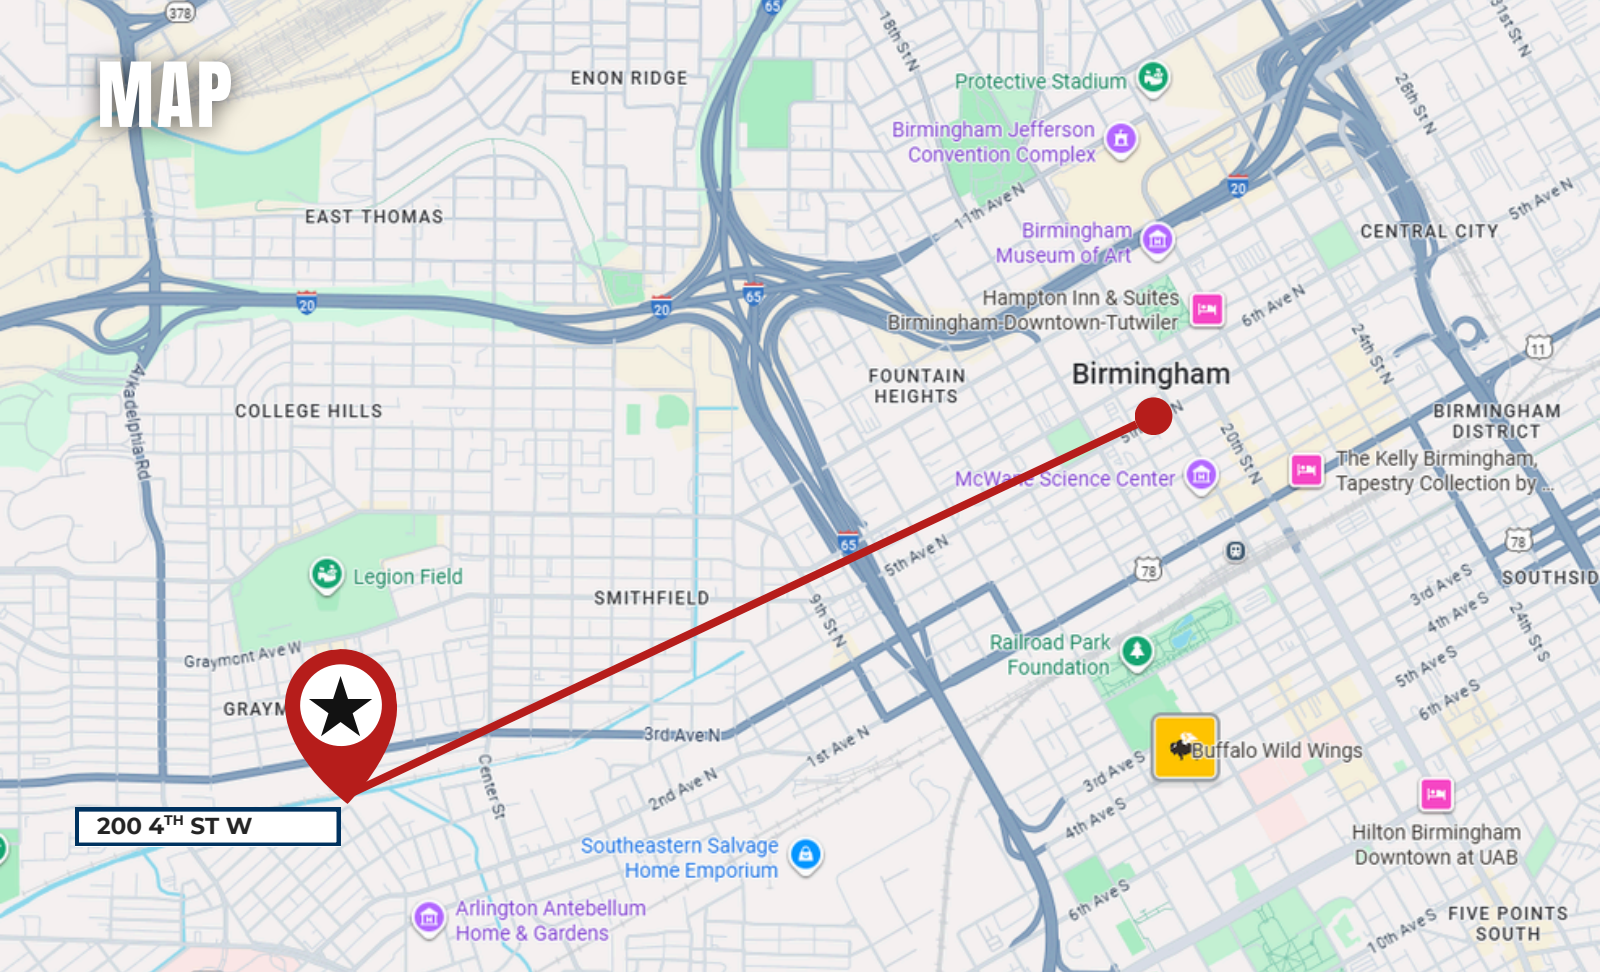 MAP
378
65
18th St N
31st St N
ENON RIDGE
Protective Stadium
28th St N
Birmingham Jefferson
Convention Complex
20
11th Ave N
5th Ave N
EAST THOMAS
Birmingham
Museum of Art
CENTRAL CITY
20
20
65
Hampton Inn & Suites
Birmingham-Downtown-Tutwiler
6th Ave N
24th St N
11
Arkadelphia Rd
COLLEGE HILLS
FOUNTAIN
HEIGHTS
Birmingham
BIRMINGHAM
DISTRICT
20th St N
McWane Science Center
The Kelly Birmingham,
Tapestry Collection by ...
65
5th Ave N
78
78
Legion Field
SMITHFIELD
9th St N
3rd Ave S
SOUTHSID
4th Ave S
24th St S
Graymont Ave W
Railroad Park
Foundation
5th Ave S
6th Ave S
GRAYM
3rd Ave N
1st Ave N
2nd Ave N
Center St
3rd Ave S
Buffalo Wild Wings
4th Ave S
200 4TH ST W
Southeastern Salvage
Home Emporium
Hilton Birmingham
Downtown at UAB
6th Ave S
Arlington Antebellum
Home & Gardens
10th Ave S
FIVE POINTS
SOUTH